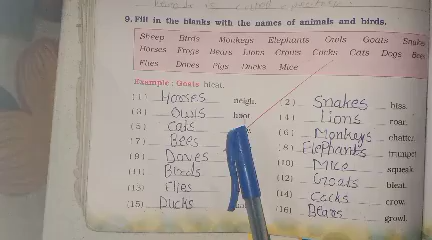 9. Fill in the blanks with the names of animals and birds.
Sheep Birds Monkeys Elephants Owls Goats Snakes
Horses Frogs Bears Lions Crows Cocks Cats Dogs Bees
Flies Doves Pigs Ducks Mice
Example : Goats bleat.
(1) Horses neigh. (2) Snakes hiss.
(3) Owls hoot (4) Lions roar.
(5) Cats (6) Monkeys chatter.
(7) Bees (8) Elephants trumpet
(9) Doves (10) Mice squeak
(11) Birds (12) Goats bleat.
(13) Flies (14) Cocks crow.
(15) Ducks (16) Bears growl.